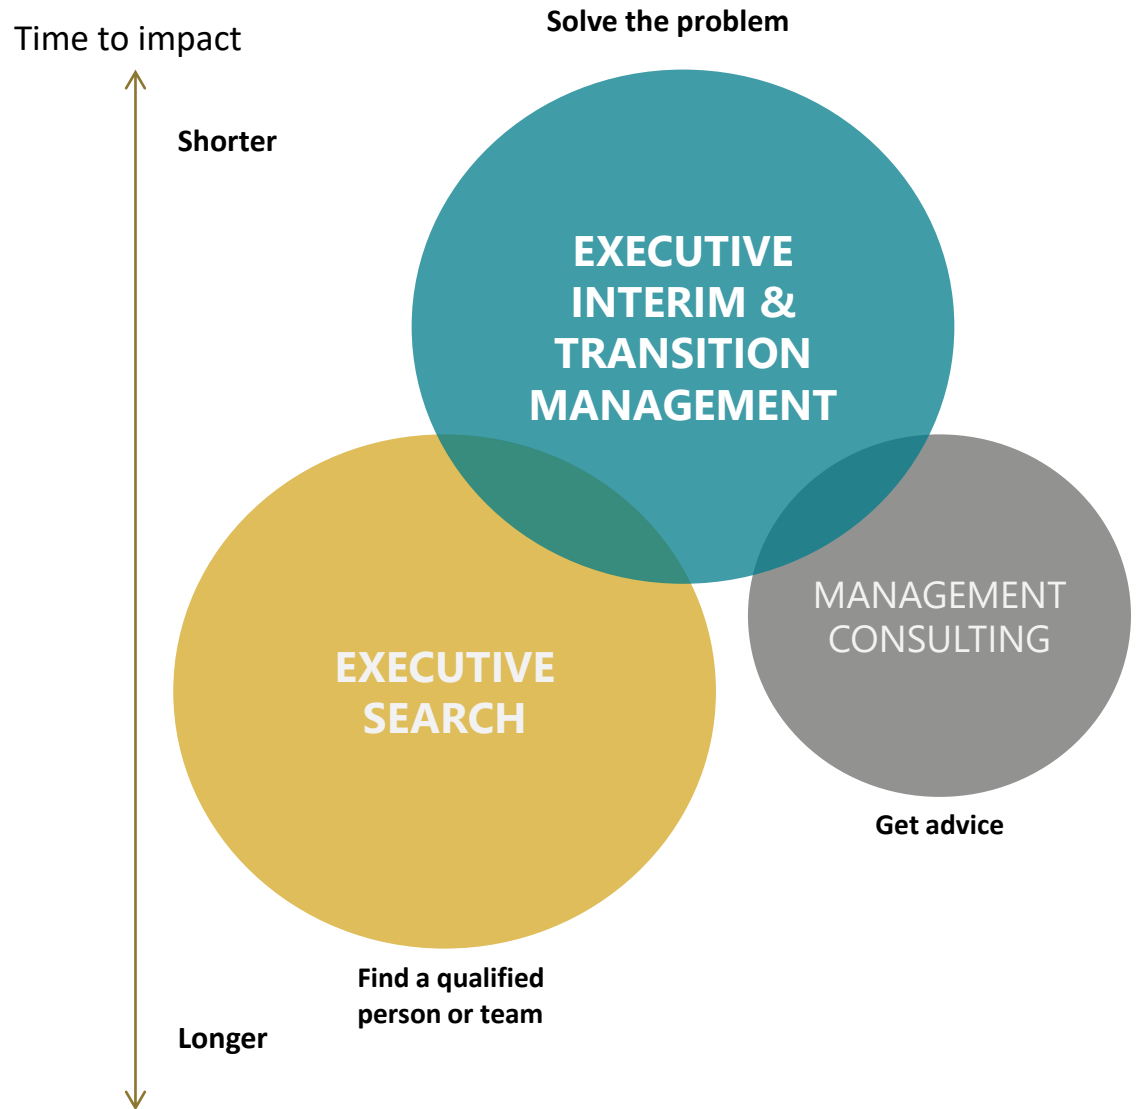 Solve the problem
Time to impact
Shorter
EXECUTIVE
INTERIM &
TRANSITION
MANAGEMENT
MANAGEMENT
CONSULTING
EXECUTIVE
SEARCH
Get advice
Find a qualified
person or team
Longer